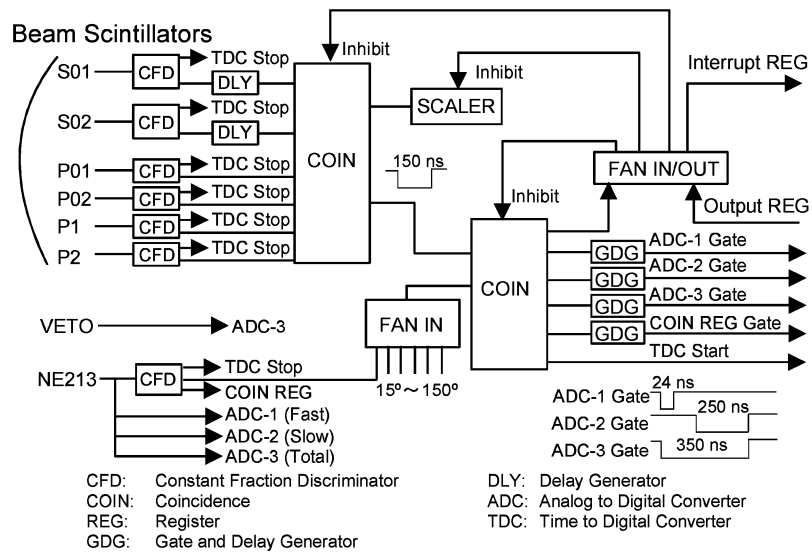 Beam Scintillators
S01
CFD
TDC Stop
DLY
S02
CFD
TDC Stop
DLY
P01
CFD
TDC Stop
P02
CFD
TDC Stop
P1
CFD
TDC Stop
P2
CFD
TDC Stop
COIN
Inhibit
SCALER
Inhibit
Interrupt REG
150 ns
FAN IN/OUT
Inhibit
Output REG
COIN
GDG
ADC-1 Gate
GDG
ADC-2 Gate
GDG
ADC-3 Gate
GDG
COIN REG Gate
TDC Start
FAN IN
15º～150º
VETO
ADC-3
NE213
CFD
TDC Stop
COIN REG
ADC-1 (Fast)
ADC-2 (Slow)
ADC-3 (Total)
ADC-1 Gate
24 ns
ADC-2 Gate
250 ns
ADC-3 Gate
350 ns
CFD: Constant Fraction Discriminator
COIN: Coincidence
REG: Register
GDG: Gate and Delay Generator
DLY: Delay Generator
ADC: Analog to Digital Converter
TDC: Time to Digital Converter